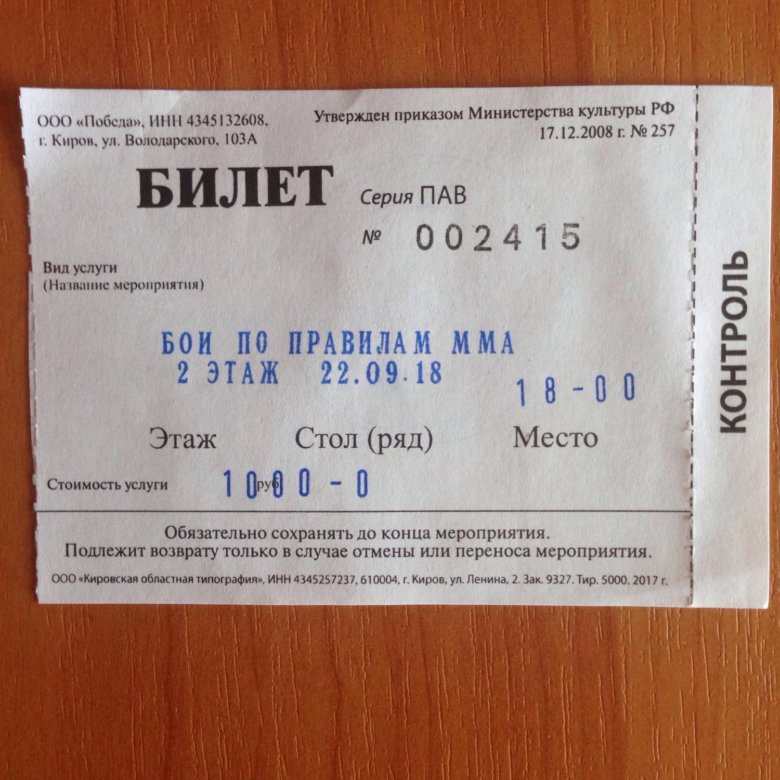 ООО «Победа», ИНН 4345132608,
г. Киров, ул. Володарского, 103А
Утвержден приказом Министерства культуры РФ
17.12.2008 г. № 257
БИЛЕТ Серия ПАВ
№ 002415
Вид услуги
(Название мероприятия)
БОИ ПО ПРАВИЛАМ ММА
2 ЭТАЖ 22.09.18
18-00
Этаж Стол (ряд) Место
Стоимость услуги 1000-0 руб
Обязательно сохранять до конца мероприятия.
Подлежит возврату только в случае отмены или переноса мероприятия.
ООО «Кировская областная типография», ИНН 4345257237, 610004, г. Киров, ул. Ленина, 2. Зак. 9327. Тир. 5000. 2017 г.
КОНТРОЛЬ